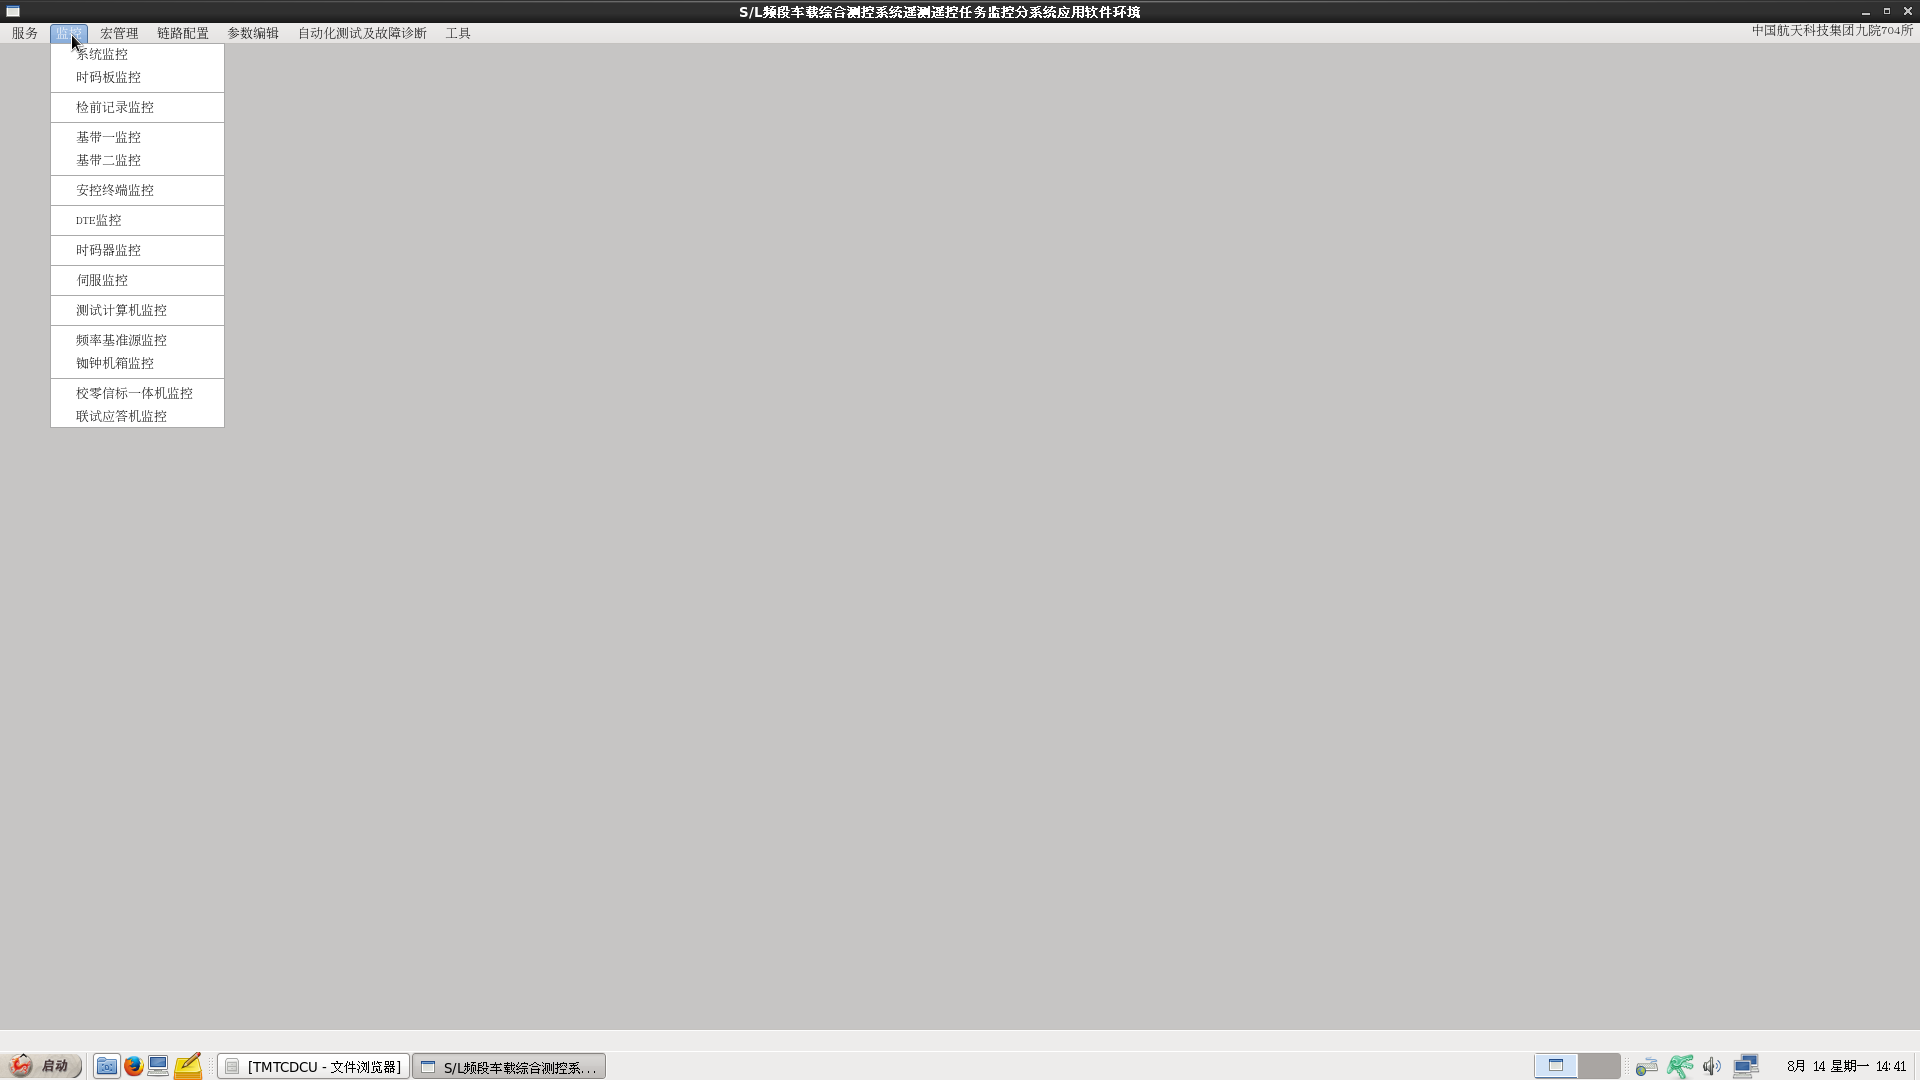 S/L频段车载综合测控系统遥测遥控任务监控分系统应用软件环境
服务 监控 宏管理 链路配置 参数编辑 自动化测试及故障诊断 工具 中国航天科技集团九院704所
系统监控
时码板监控
检前记录监控
基带一监控
基带二监控
安控终端监控
DTE监控
时码器监控
伺服监控
测试计算机监控
频率基准源监控
铷钟机箱监控
校零信标一体机监控
联试应答机监控
启动 [TMTCDCU - 文件浏览器] S/L频段车载综合测控系... 8月 14 星期一 14:41